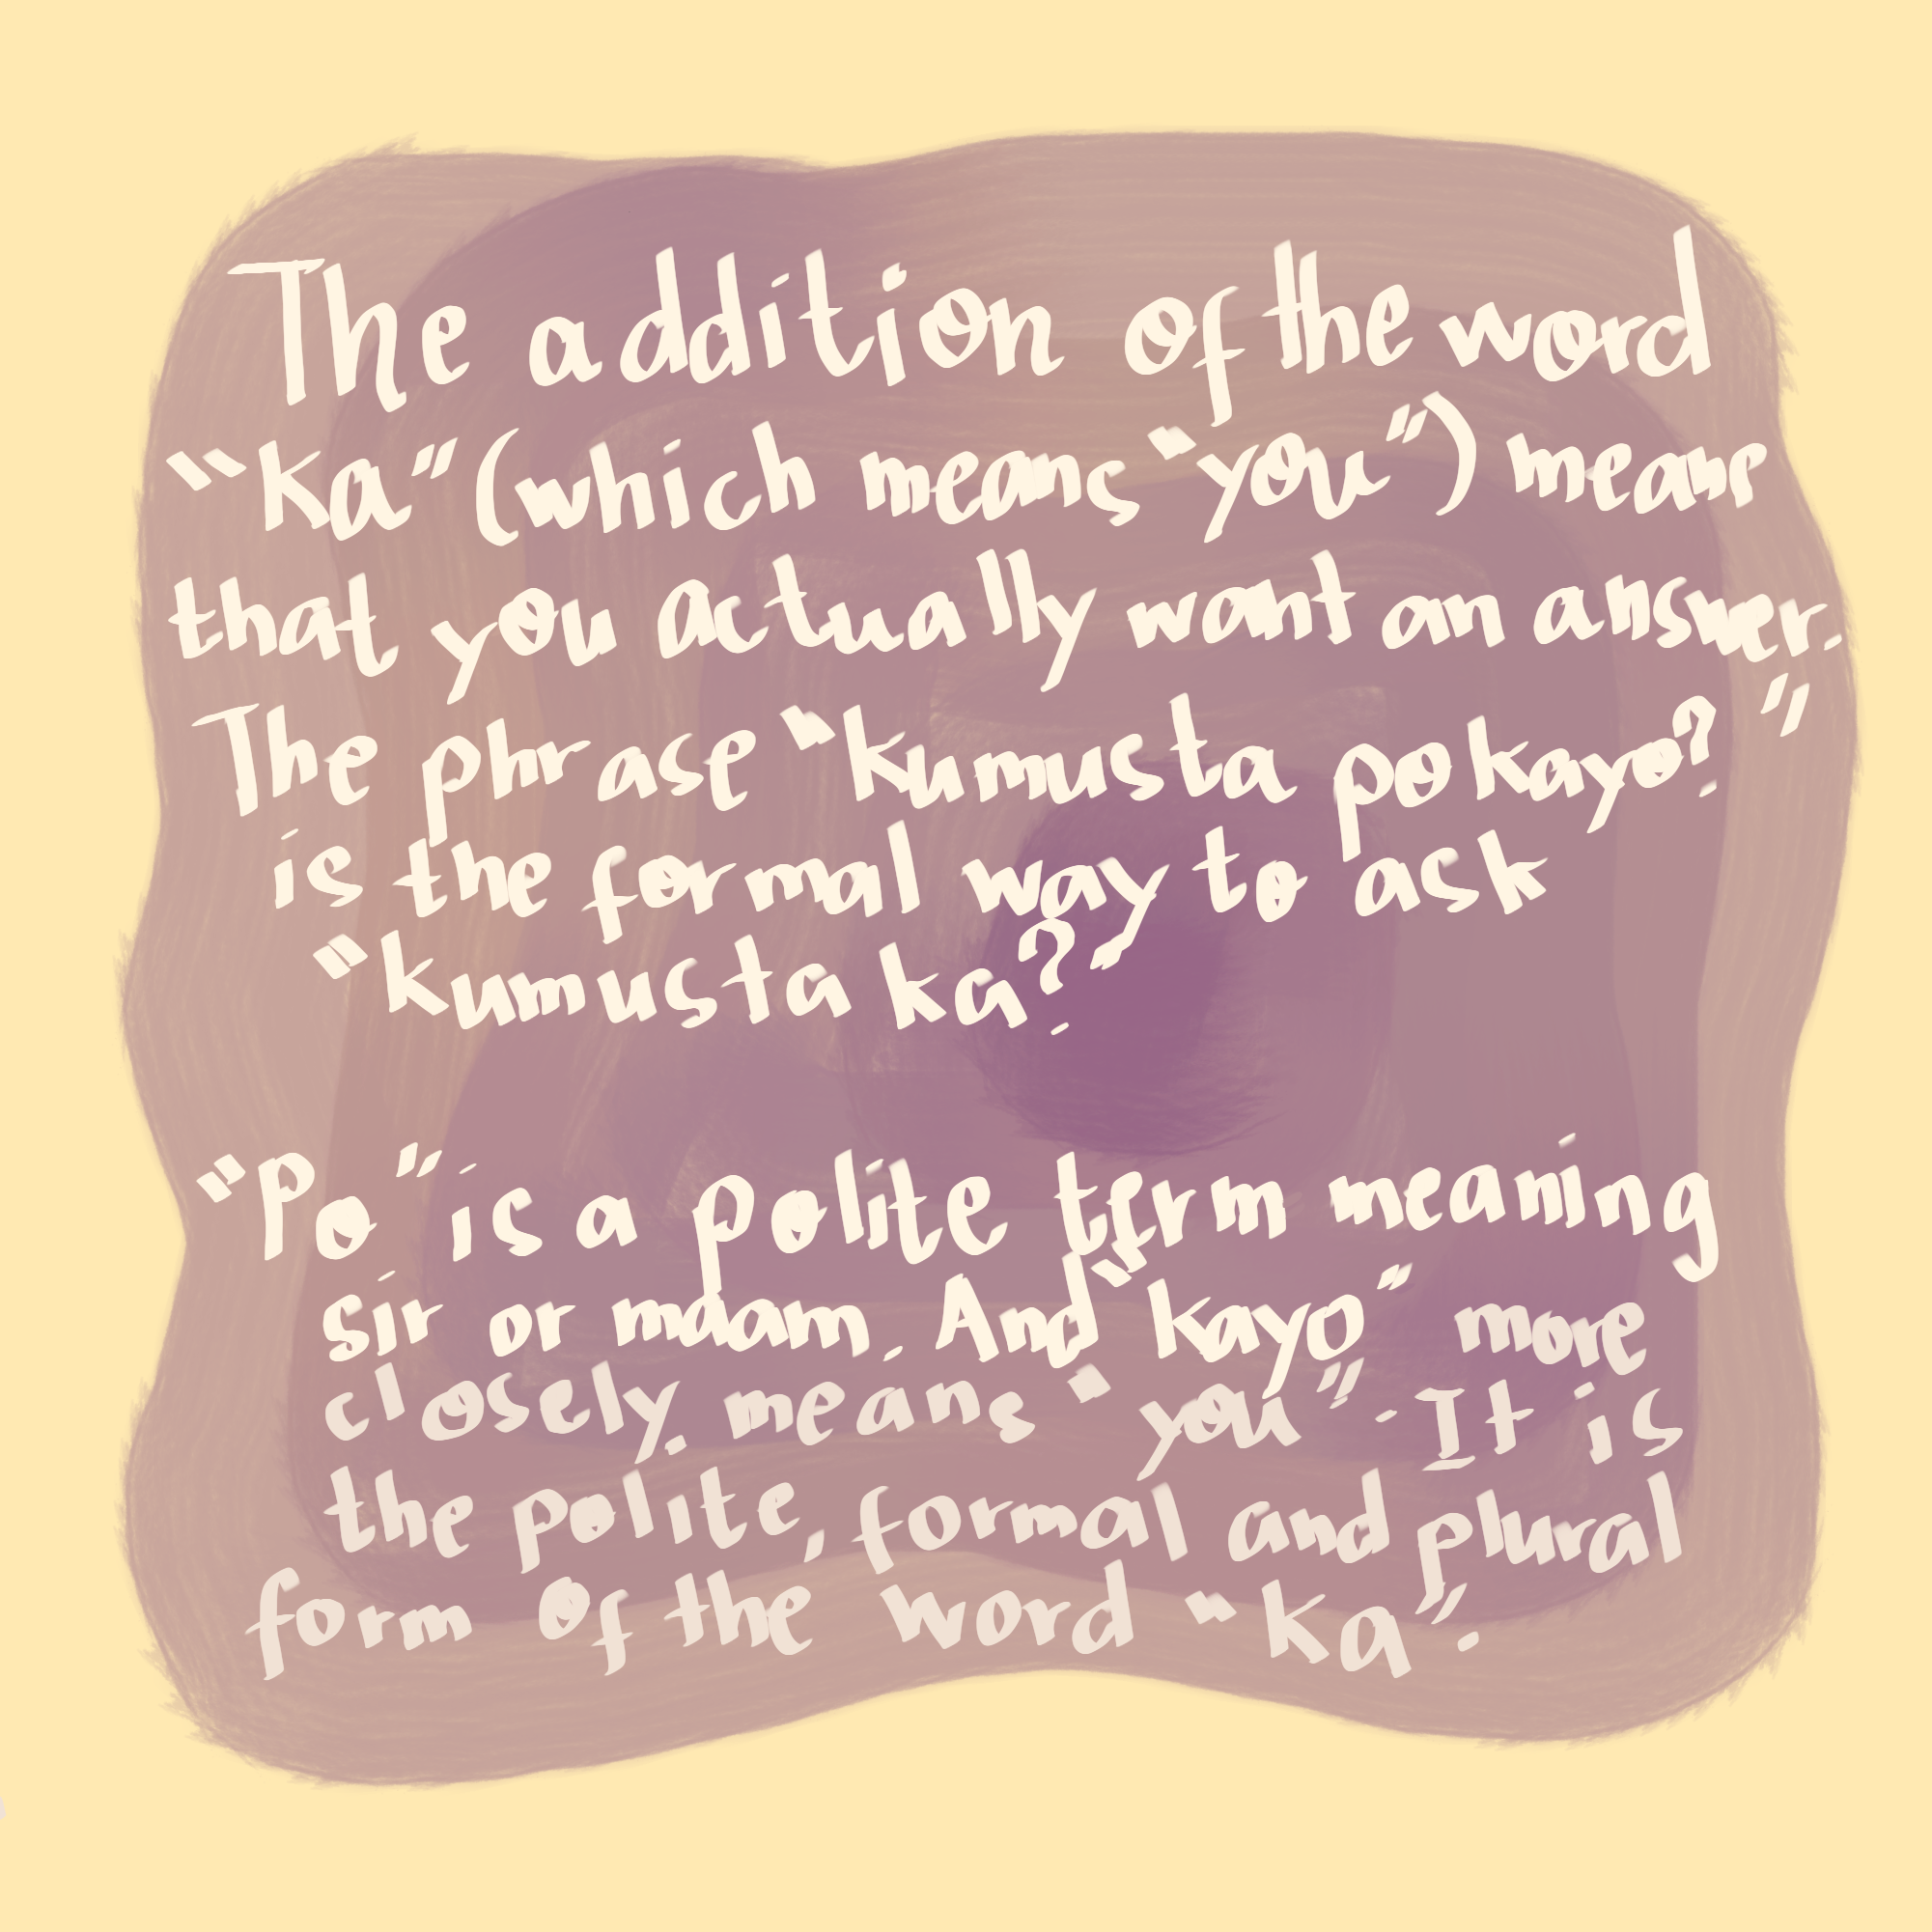 The addition of the word
"Ka" (which means "you") means
that you actually want an answer.
The phrase "kumusta po kayo?"
is the formal way to ask
"kumusta ka?"
"Po" is a polite term meaning
sir or maam. And "kayo" more
closely means "you". It is
the polite, formal and plural
form of the word "ka".